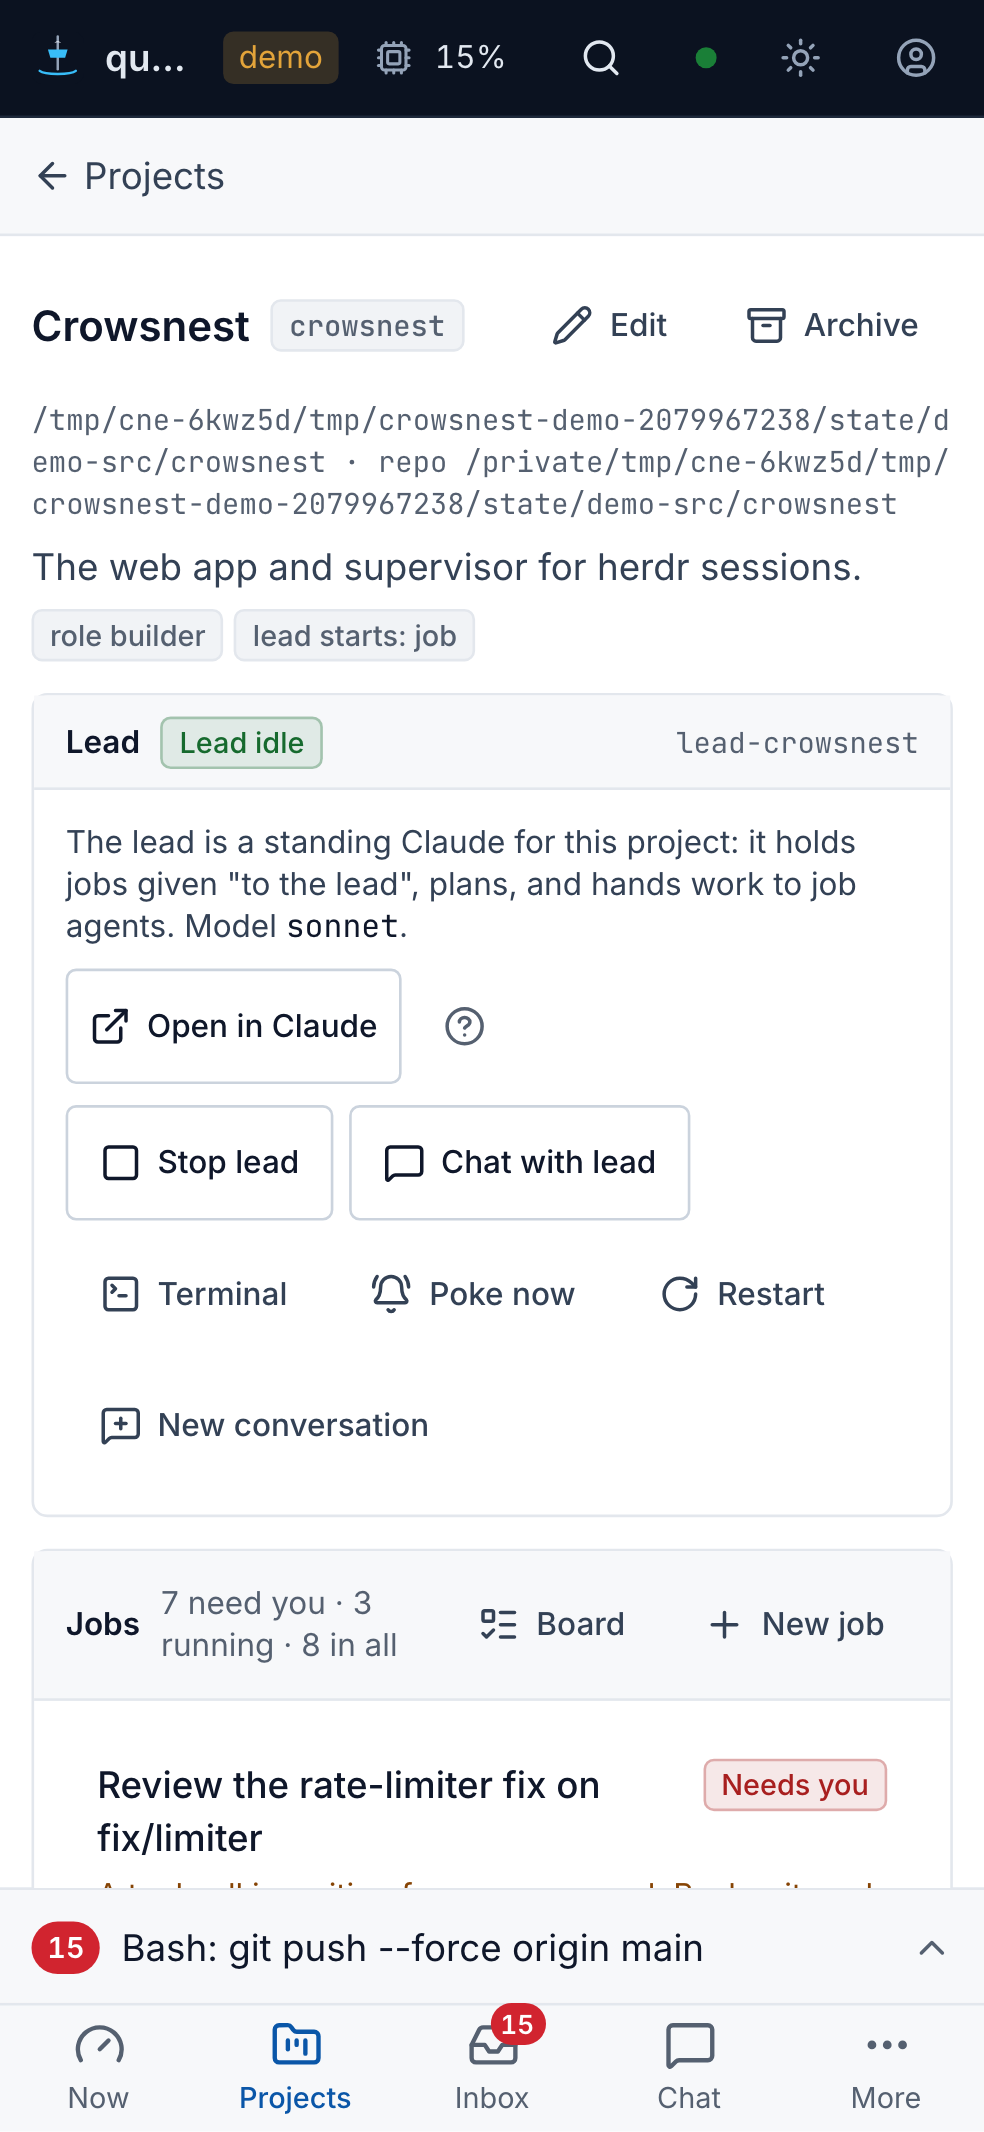 qu...
demo
15%
Projects
Crowsnest
crowsnest
Edit
Archive
/tmp/cne-6kwz5d/tmp/crowsnest-demo-2079967238/state/d
emo-src/crowsnest · repo /private/tmp/cne-6kwz5d/tmp/
crowsnest-demo-2079967238/state/demo-src/crowsnest
The web app and supervisor for herdr sessions.
role builder
lead starts: job
Lead
Lead idle
lead-crowsnest
The lead is a standing Claude for this project: it holds
jobs given "to the lead", plans, and hands work to job
agents. Model sonnet.
Open in Claude
Stop lead
Chat with lead
Terminal
Poke now
Restart
New conversation
Jobs
7 need you · 3
running · 8 in all
Board
New job
Review the rate-limiter fix on
fix/limiter
Needs you
15
Bash: git push --force origin main
15
Now
Projects
Inbox
Chat
More